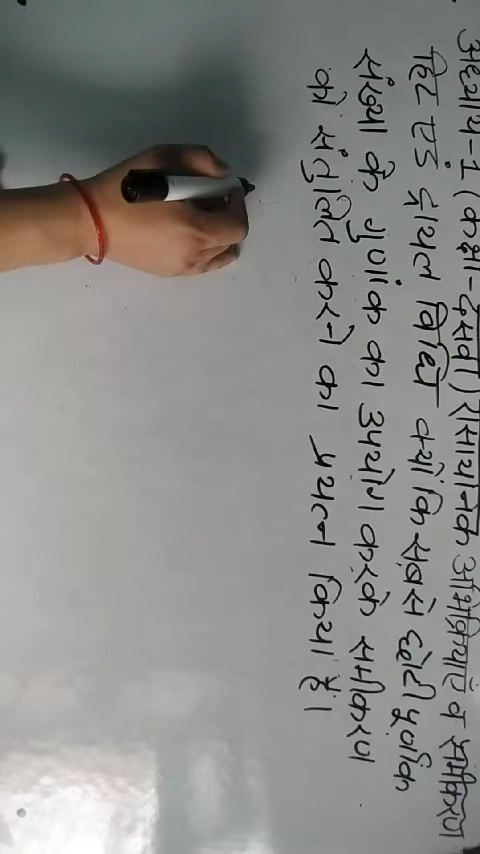 अध्याय-1 (कक्षा-दसवीं) रासायनिक अभिक्रियाएं व समीकरण
हिट एंड ट्रायल विधि क्योंकि सबसे छोटी पूर्णांक
संख्या के गुणांक का उपयोग करके समीकरण
को संतुलित करने का प्रयत्न किया है।